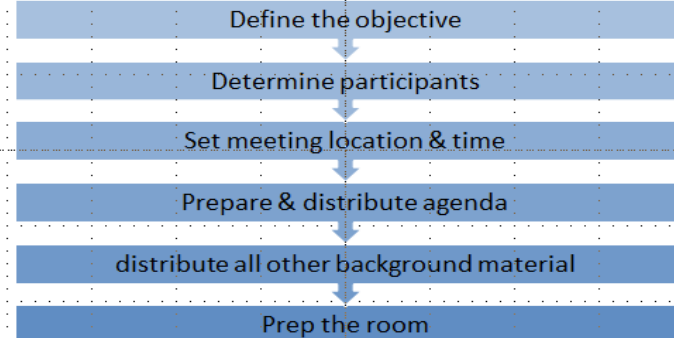 Define the objective
Determine participants
Set meeting location & time
Prepare & distribute agenda
distribute all other background material
Prep the room